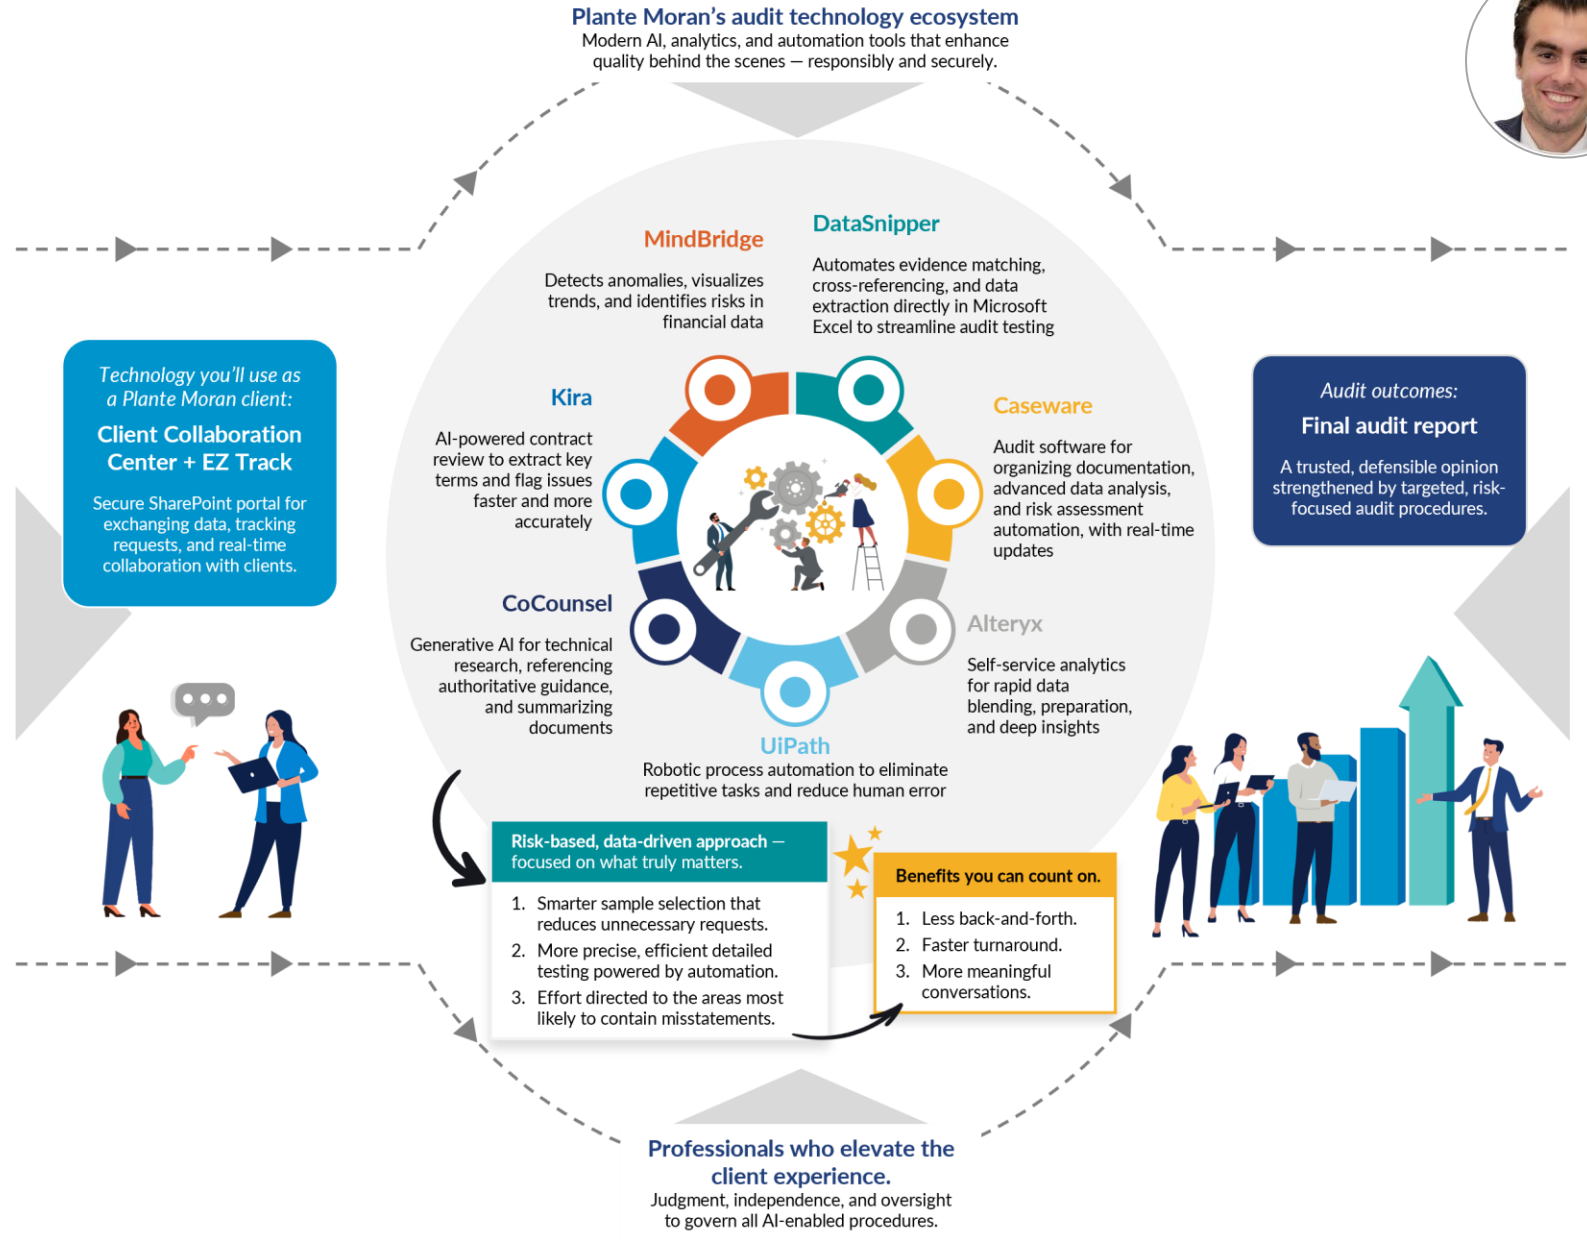 Plante Moran’s audit technology ecosystem
Modern AI, analytics, and automation tools that enhance
quality behind the scenes — responsibly and securely.
MindBridge
Detects anomalies, visualizes
trends, and identifies risks in
financial data
DataSnipper
Automates evidence matching,
cross-referencing, and data
extraction directly in Microsoft
Excel to streamline audit testing
Technology you’ll use as
a Plante Moran client:
Client Collaboration
Center + EZ Track
Secure SharePoint portal for
exchanging data, tracking
requests, and real-time
collaboration with clients.
Kira
AI-powered contract
review to extract key
terms and flag issues
faster and more
accurately
Caseware
Audit software for
organizing documentation,
advanced data analysis,
and risk assessment
automation, with real-time
updates
Audit outcomes:
Final audit report
A trusted, defensible opinion
strengthened by targeted, risk-
focused audit procedures.
CoCounsel
Generative AI for technical
research, referencing
authoritative guidance,
and summarizing
documents
Alteryx
Self-service analytics
for rapid data
blending, preparation,
and deep insights
UiPath
Robotic process automation to eliminate
repetitive tasks and reduce human error
Risk-based, data-driven approach —
focused on what truly matters.
1. Smarter sample selection that
reduces unnecessary requests.
2. More precise, efficient detailed
testing powered by automation.
3. Effort directed to the areas most
likely to contain misstatements.
Benefits you can count on.
1. Less back-and-forth.
2. Faster turnaround.
3. More meaningful
conversations.
Professionals who elevate the
client experience.
Judgment, independence, and oversight
to govern all AI-enabled procedures.